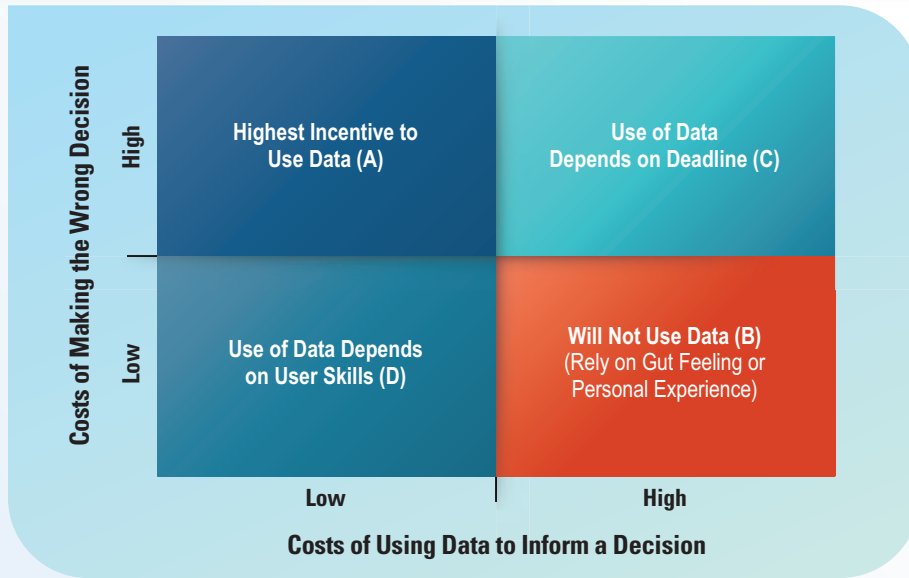 Costs of Making the Wrong Decision
High
Low
Highest Incentive to
Use Data (A)
Use of Data
Depends on Deadline (C)
Use of Data Depends
on User Skills (D)
Will Not Use Data (B)
(Rely on Gut Feeling or
Personal Experience)
Low
High
Costs of Using Data to Inform a Decision